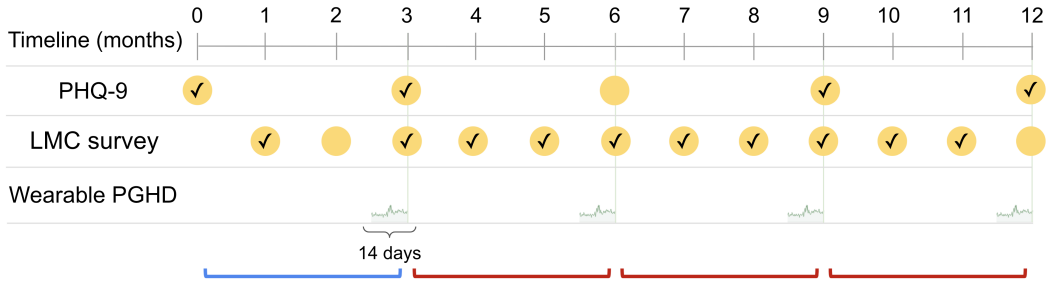 0 1 2 3 4 5 6 7 8 9 10 11 12
Timeline (months)
PHQ-9
LMC survey
Wearable PGHD
14 days